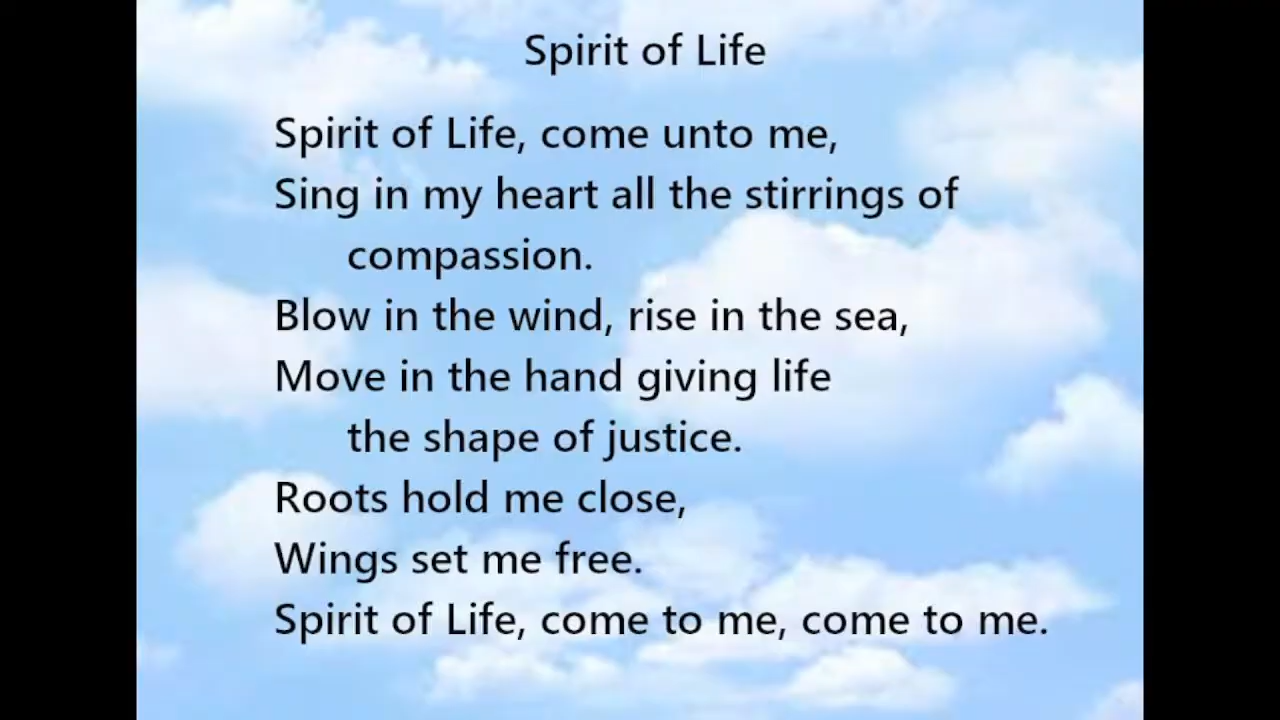 Spirit of Life
Spirit of Life, come unto me,
Sing in my heart all the stirrings of
compassion.
Blow in the wind, rise in the sea,
Move in the hand giving life
the shape of justice.
Roots hold me close,
Wings set me free.
Spirit of Life, come to me, come to me.